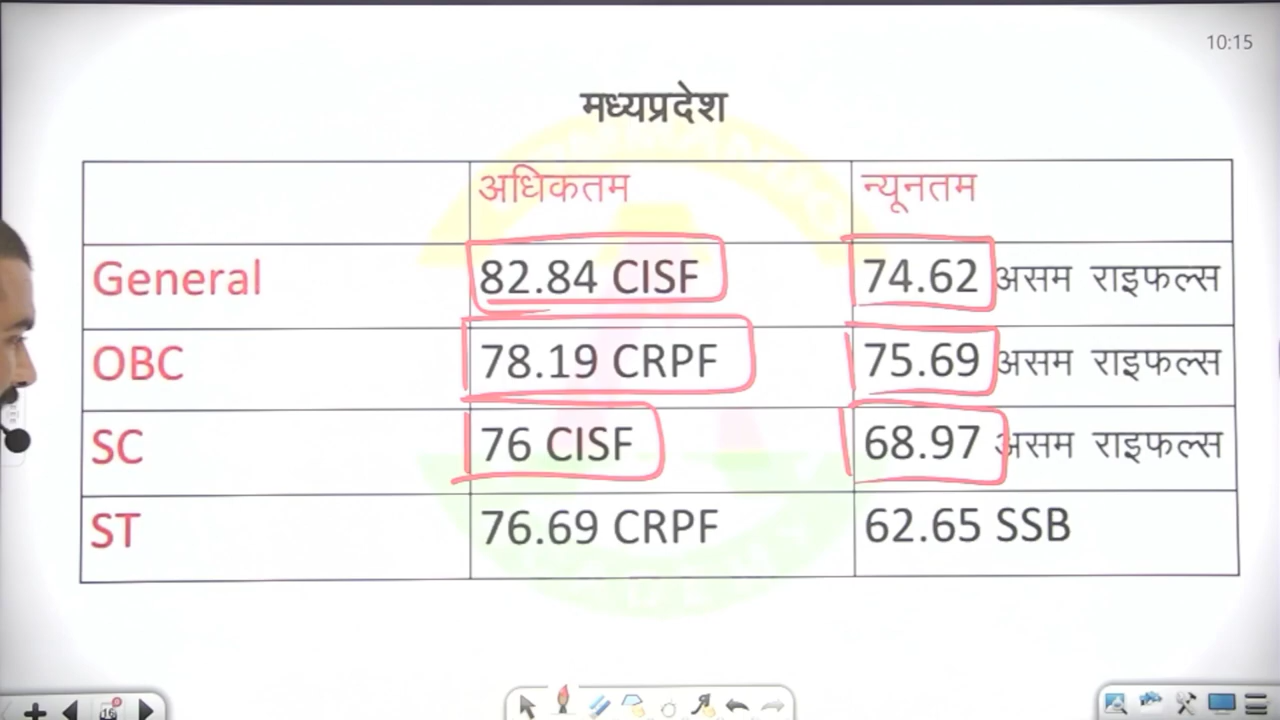 10:15
मध्यप्रदेश
अधिकतम न्यूनतम
General 82.84 CISF 74.62 असम राइफल्स
OBC 78.19 CRPF 75.69 असम राइफल्स
SC 76 CISF 68.97 असम राइफल्स
ST 76.69 CRPF 62.65 SSB
16